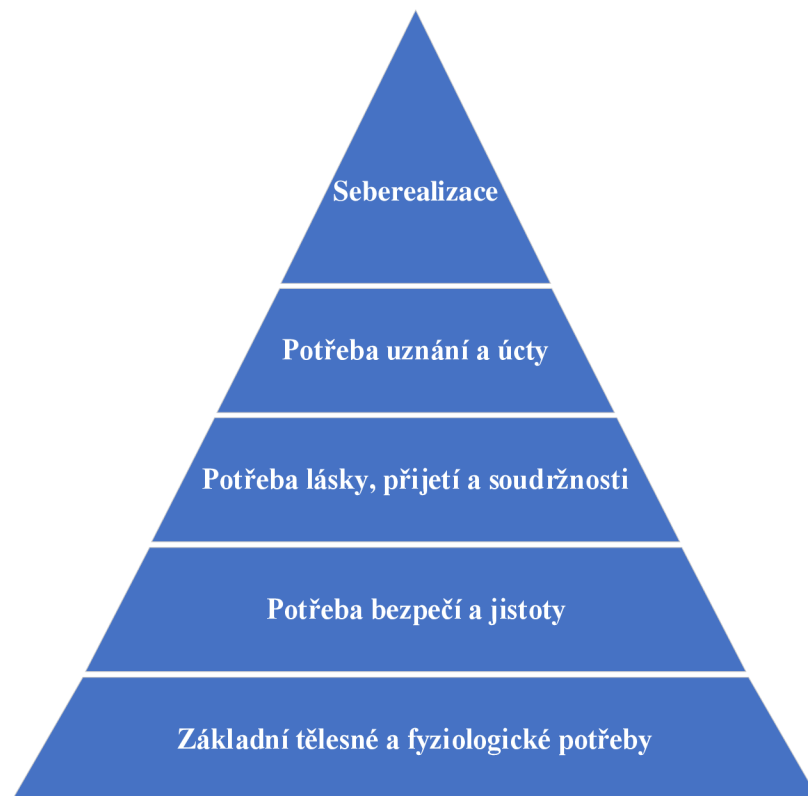 Seberealizace
Potřeba uznání a úcty
Potřeba lásky, přijetí a soudržnosti
Potřeba bezpečí a jistoty
Základní tělesné a fyziologické potřeby